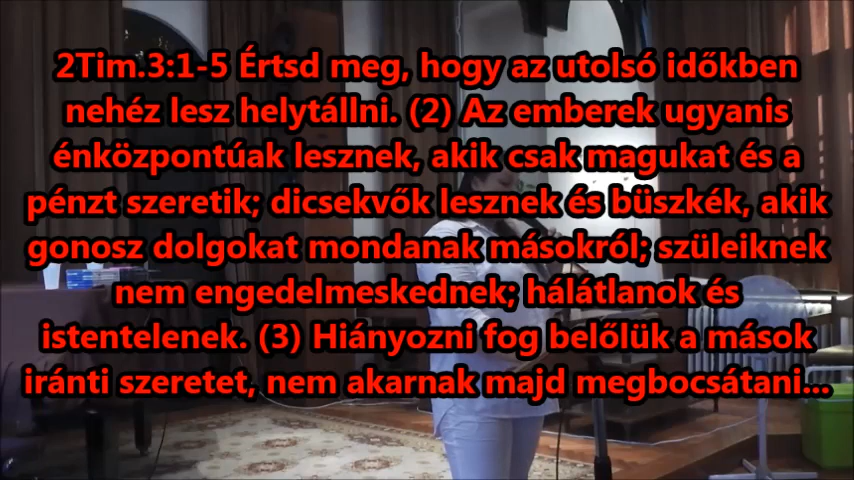 2Tim.3:1-5 Értsd meg, hogy az utolsó időkben
nehéz lesz helytállni. (2) Az emberek ugyanis
énközpontúak lesznek, akik csak magukat és a
pénzt szeretik; dicsekvők lesznek és büszkék, akik
gonosz dolgokat mondanak másokról; szüleiknek
nem engedelmeskednek; hálátlanok és
istentelenek. (3) Hiányozni fog belőlük a mások
iránti szeretet, nem akarnak majd megbocsátani...